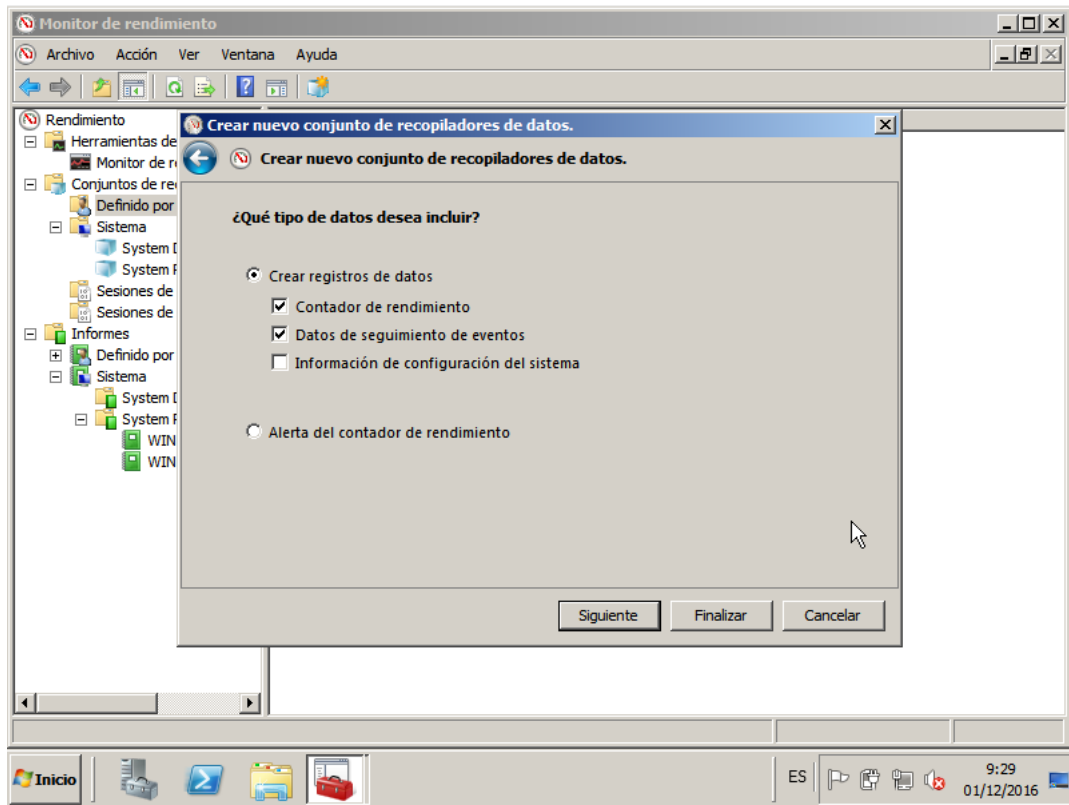 Monitor de rendimiento
Archivo Acción Ver Ventana Ayuda
Rendimiento
Herramientas de
Monitor de r
Conjuntos de re
Definido por
Sistema
System D
System P
Sesiones de
Sesiones de
Informes
Definido por
Sistema
System D
System P
WIN
WIN
Crear nuevo conjunto de recopiladores de datos.
Crear nuevo conjunto de recopiladores de datos.
¿Qué tipo de datos desea incluir?
Crear registros de datos
Contador de rendimiento
Datos de seguimiento de eventos
Información de configuración del sistema
Alerta del contador de rendimiento
Siguiente Finalizar Cancelar
Inicio
ES
9:29
01/12/2016